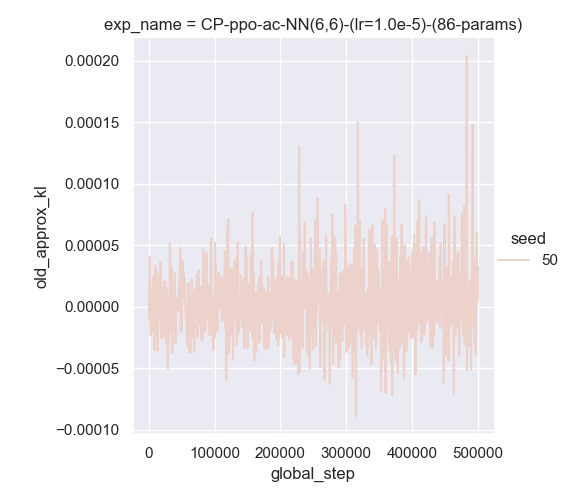 exp_name = CP-ppo-ac-NN(6,6)-(lr=1.0e-5)-(86-params)
0.00020
0.00015
0.00010
0.00005
0.00000
−0.00005
−0.00010
old_approx_kl
0 100000 200000 300000 400000 500000
global_step
seed
50